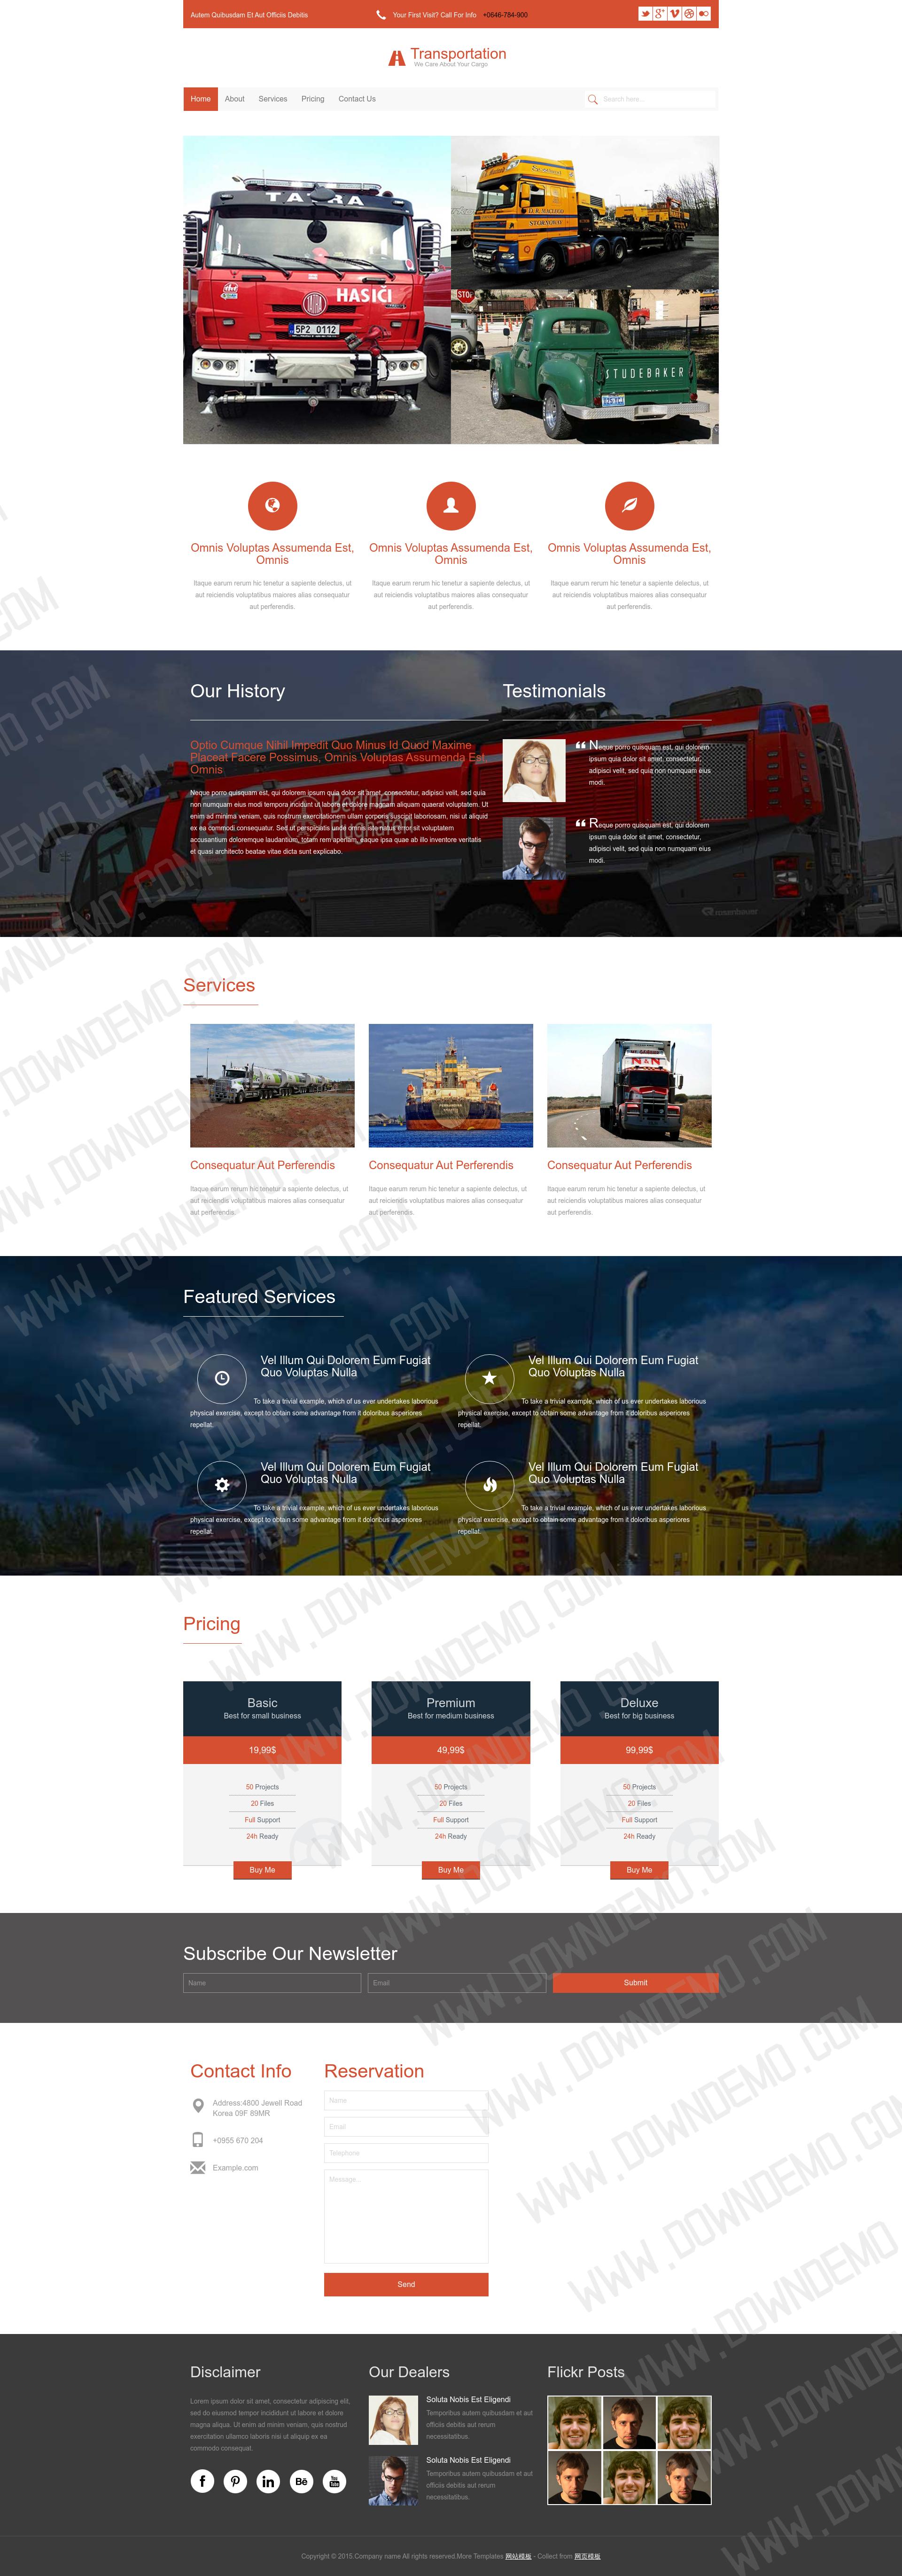 Autem Quibusdam Et Aut Officiis Debitis
Your First Visit? Call For Info +0646-784-900
Transportation
We Care About Your Cargo
Home About Services Pricing Contact Us
Search here...
TATRA
HASIČI
5P2 0112
STOP
STUDEBAKER
Omnis Voluptas Assumenda Est, Omnis
Itaque earum rerum hic tenetur a sapiente delectus, ut
aut reiciendis voluptatibus maiores alias consequatur
aut perferendis.
Omnis Voluptas Assumenda Est, Omnis
Itaque earum rerum hic tenetur a sapiente delectus, ut
aut reiciendis voluptatibus maiores alias consequatur
aut perferendis.
Omnis Voluptas Assumenda Est, Omnis
Itaque earum rerum hic tenetur a sapiente delectus, ut
aut reiciendis voluptatibus maiores alias consequatur
aut perferendis.
Our History
Optio Cumque Nihil Impedit Quo Minus Id Quod Maxime
Placeat Facere Possimus, Omnis Voluptas Assumenda Est,
Omnis
Neque porro quisquam est, qui dolorem ipsum quia dolor sit amet, consectetur, adipisci velit, sed quia
non numquam eius modi tempora incidunt ut labore et dolore magnam aliquam quaerat voluptatem. Ut
enim ad minima veniam, quis nostrum exercitationem ullam corporis suscipit laboriosam, nisi ut aliquid
ex ea commodi consequatur. Sed ut perspiciatis unde omnis iste natus error sit voluptatem
accusantium doloremque laudantium, totam rem aperiam, eaque ipsa quae ab illo inventore veritatis
et quasi architecto beatae vitae dicta sunt explicabo.
Berliner
Flughafen
Testimonials
Neque porro quisquam est, qui dolorem
ipsum quia dolor sit amet, consectetur,
adipisci velit, sed quia non numquam eius
modi.
Reque porro quisquam est, qui dolorem
ipsum quia dolor sit amet, consectetur,
adipisci velit, sed quia non numquam eius
modi.
Services
Consequatur Aut Perferendis
Itaque earum rerum hic tenetur a sapiente delectus, ut
aut reiciendis voluptatibus maiores alias consequatur
aut perferendis.
Consequatur Aut Perferendis
Itaque earum rerum hic tenetur a sapiente delectus, ut
aut reiciendis voluptatibus maiores alias consequatur
aut perferendis.
Consequatur Aut Perferendis
Itaque earum rerum hic tenetur a sapiente delectus, ut
aut reiciendis voluptatibus maiores alias consequatur
aut perferendis.
Featured Services
Vel Illum Qui Dolorem Eum Fugiat
Quo Voluptas Nulla
To take a trivial example, which of us ever undertakes laborious
physical exercise, except to obtain some advantage from it doloribus asperiores
repellat.
Vel Illum Qui Dolorem Eum Fugiat
Quo Voluptas Nulla
To take a trivial example, which of us ever undertakes laborious
physical exercise, except to obtain some advantage from it doloribus asperiores
repellat.
Vel Illum Qui Dolorem Eum Fugiat
Quo Voluptas Nulla
To take a trivial example, which of us ever undertakes laborious
physical exercise, except to obtain some advantage from it doloribus asperiores
repellat.
Vel Illum Qui Dolorem Eum Fugiat
Quo Voluptas Nulla
To take a trivial example, which of us ever undertakes laborious
physical exercise, except to obtain some advantage from it doloribus asperiores
repellat.
Pricing
Basic
Best for small business
19,99$
50 Projects
20 Files
Full Support
24h Ready
Buy Me
Premium
Best for medium business
49,99$
50 Projects
20 Files
Full Support
24h Ready
Buy Me
Deluxe
Best for big business
99,99$
50 Projects
20 Files
Full Support
24h Ready
Buy Me
Subscribe Our Newsletter
Name
Email
Submit
Contact Info
Address:4800 Jewell Road
Korea 09F 89MR
+0955 670 204
Example.com
Reservation
Name
Email
Telephone
Message...
Send
Disclaimer
Lorem ipsum dolor sit amet, consectetur adipiscing elit,
sed do eiusmod tempor incididunt ut labore et dolore
magna aliqua. Ut enim ad minim veniam, quis nostrud
exercitation ullamco laboris nisi ut aliquip ex ea
commodo consequat.
Our Dealers
Soluta Nobis Est Eligendi
Temporibus autem quibusdam et aut
officiis debitis aut rerum
necessitatibus.
Soluta Nobis Est Eligendi
Temporibus autem quibusdam et aut
officiis debitis aut rerum
necessitatibus.
Flickr Posts
Copyright © 2015.Company name All rights reserved.More Templates 网站模板 - Collect from 网页模板
WWW.DOWNDEMO.COM